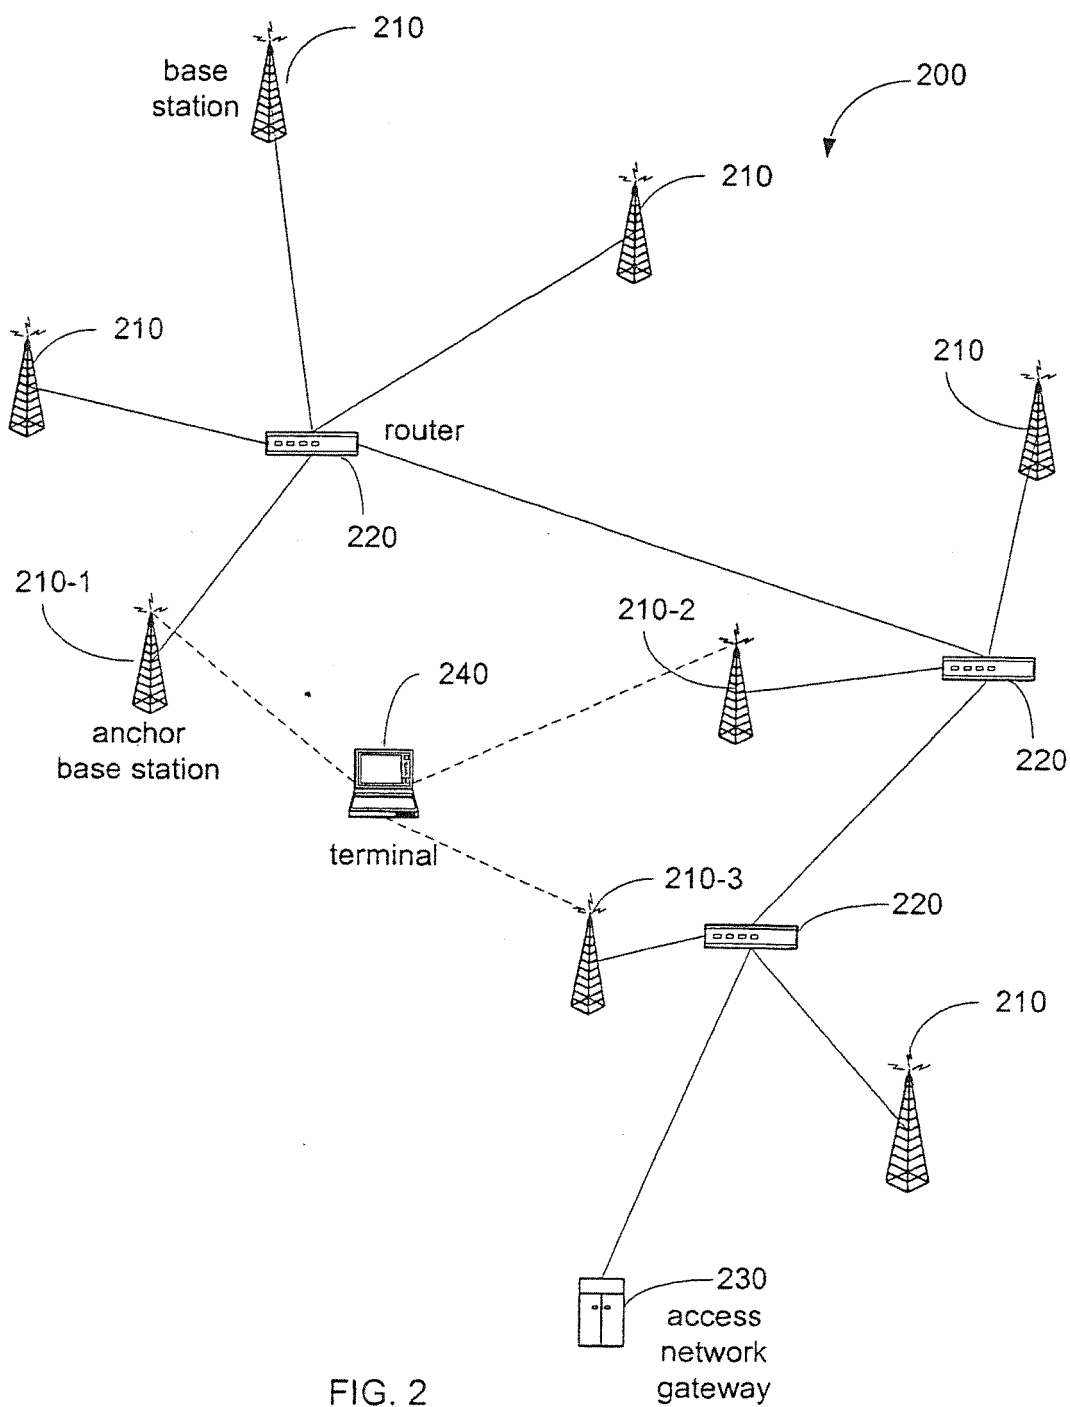 210
base
station
200
210
210
210
router
220
210-1
210-2
240
220
anchor
base station
terminal
210-3
220
210
230
access
network
gateway
FIG. 2